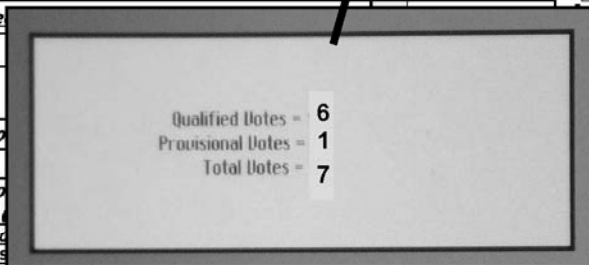 Qualified Votes = 6
Provisional Votes = 1
Total Votes = 7